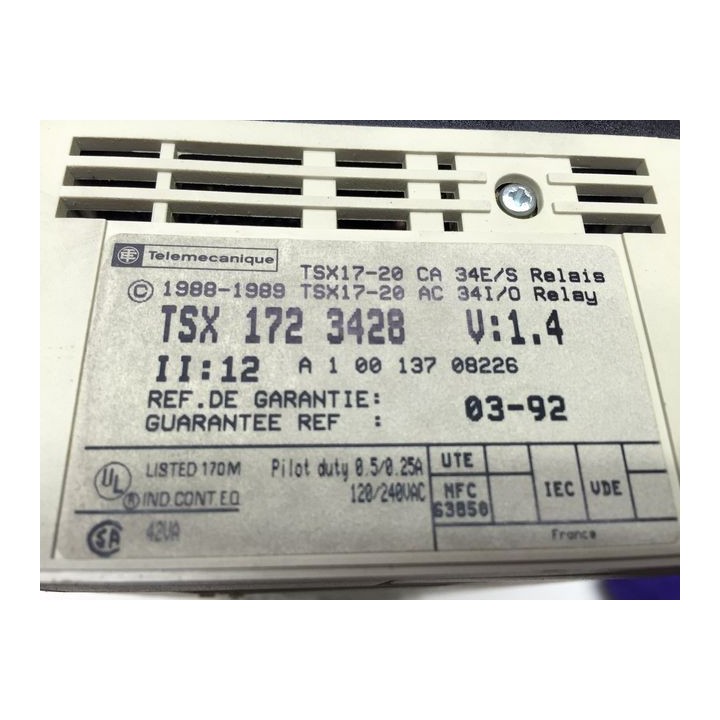 Telemecanique
TSX17-20 CA 34E/S Relais
© 1988-1989 TSX17-20 AC 34I/O Relay
TSX 172 3428 V:1.4
II:12 A 1 00 137 08226
REF.DE GARANTIE:
GUARANTEE REF : 03-92
UL LISTED 170M Pilot duty 0.5/0.25A UTE
® IND.CONT.EQ 120/240VAC NFC 63850 IEC VDE
SA 42VA France